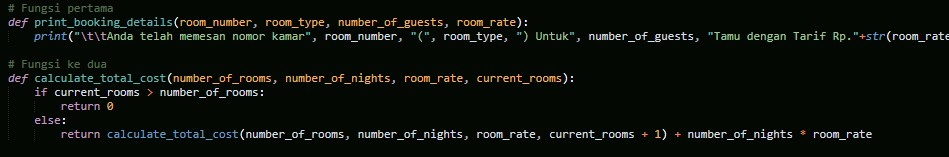 # Fungsi pertama
def print_booking_details(room_number, room_type, number_of_guests, room_rate):
    print("\t\tAnda telah memesan nomor kamar", room_number, "(", room_type, ") Untuk", number_of_guests, "Tamu dengan Tarif Rp."+str(room_rate
# Fungsi ke dua
def calculate_total_cost(number_of_rooms, number_of_nights, room_rate, current_rooms):
    if current_rooms > number_of_rooms:
        return 0
    else:
        return calculate_total_cost(number_of_rooms, number_of_nights, room_rate, current_rooms + 1) + number_of_nights * room_rate